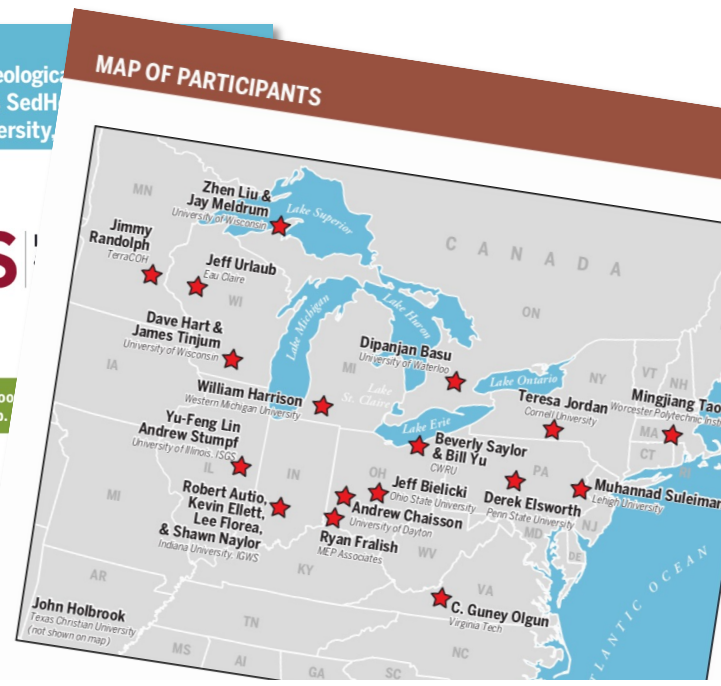 eologica
SedH
ersity,
S
MAP OF PARTICIPANTS
MN
Zhen Liu &
Jay Meldrum
University of Wisconsin
Lake Superior
CANADA
ON
Jimmy
Randolph
TerraCOH
Jeff Urlaub
Eau Claire
WI
Lake Michigan
Lake Huron
Dave Hart &
James Tinjum
University of Wisconsin
Dipanjan Basu
University of Waterloo
IA
MI
Lake
St. Claire
Lake Ontario
NY
VT
NH
William Harrison
Western Michigan University
Teresa Jordan
Cornell University
Mingjiang Tao
Worcester Polytechnic Insti
MA
CT
RI
Lake Erie
Yu-Feng Lin
Andrew Stumpf
University of Illinois. ISGS
IL
IN
OH
Beverly Saylor
& Bill Yu
CWRU
PA
Jeff Bielicki
Ohio State University
Derek Elsworth
Penn State University
Muhannad Suleiman
Lehigh University
NJ
MI
Robert Autio,
Kevin Ellett,
Lee Florea,
& Shawn Naylor
Indiana University. IGWS
Andrew Chaisson
University of Dayton
Ryan Fralish
MEP Associates
MD
DE
WV
KY
VA
C. Guney Olgun
Virginia Tech
AR
TN
NC
John Holbrook
Texas Christian University
(not shown on map)
MS
Al
GA
SC
TLANTIC OCEAN